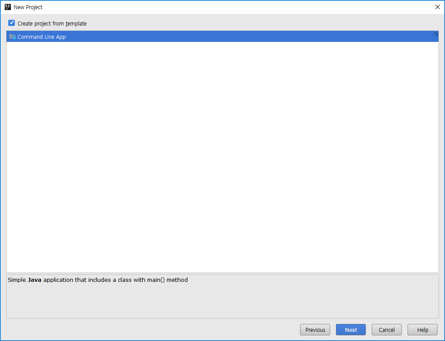 New Project
Create project from template
Command Line App
Simple Java application that includes a class with main() method
Previous
Next
Cancel
Help